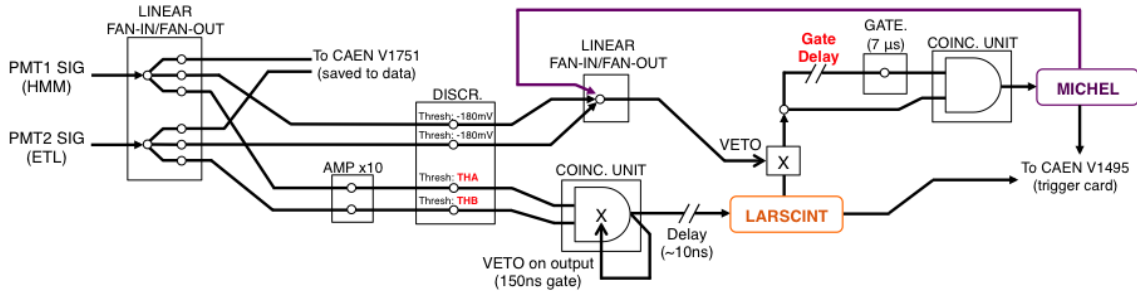 LINEAR
FAN-IN/FAN-OUT
PMT1 SIG
(HMM)
PMT2 SIG
(ETL)
To CAEN V1751
(saved to data)
AMP x10
DISCR.
Thresh: -180mV
Thresh: -180mV
Thresh: THA
Thresh: THB
LINEAR
FAN-IN/FAN-OUT
COINC. UNIT
X
VETO on output
(150ns gate)
Delay
(~10ns)
VETO
X
LARSCINT
Gate
Delay
GATE.
(7 µs)
COINC. UNIT
MICHEL
To CAEN V1495
(trigger card)